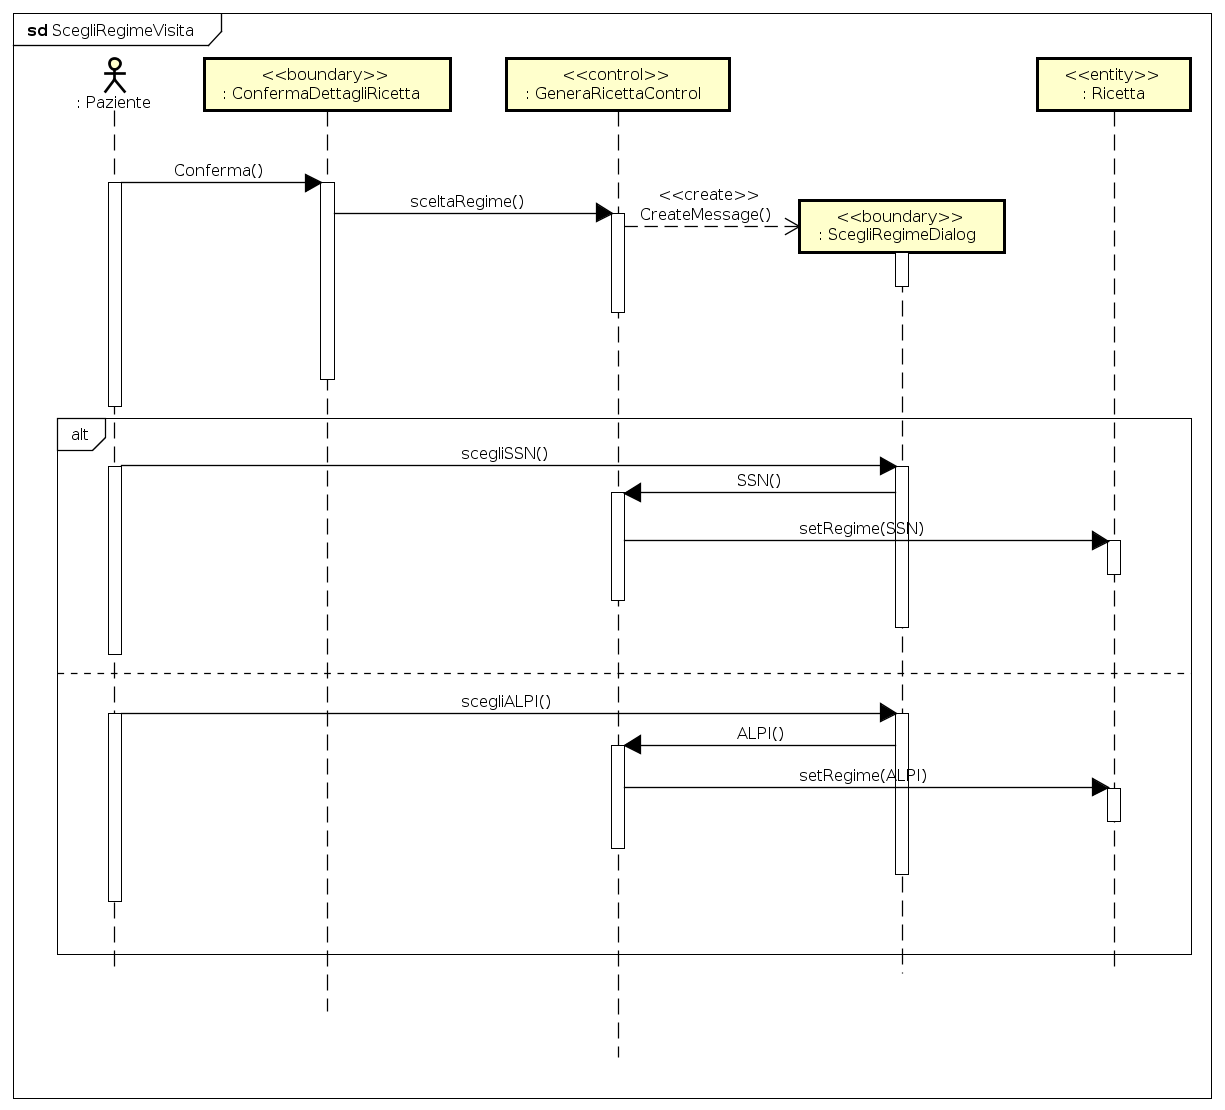 sd ScegliRegimeVisita
: Paziente
<<boundary>>
: ConfermaDettagliRicetta
<<control>>
: GeneraRicettaControl
<<entity>>
: Ricetta
Conferma()
sceltaRegime()
<<create>>
CreateMessage()
<<boundary>>
: ScegliRegimeDialog
alt
scegliSSN()
SSN()
setRegime(SSN)
scegliALPI()
ALPI()
setRegime(ALPI)